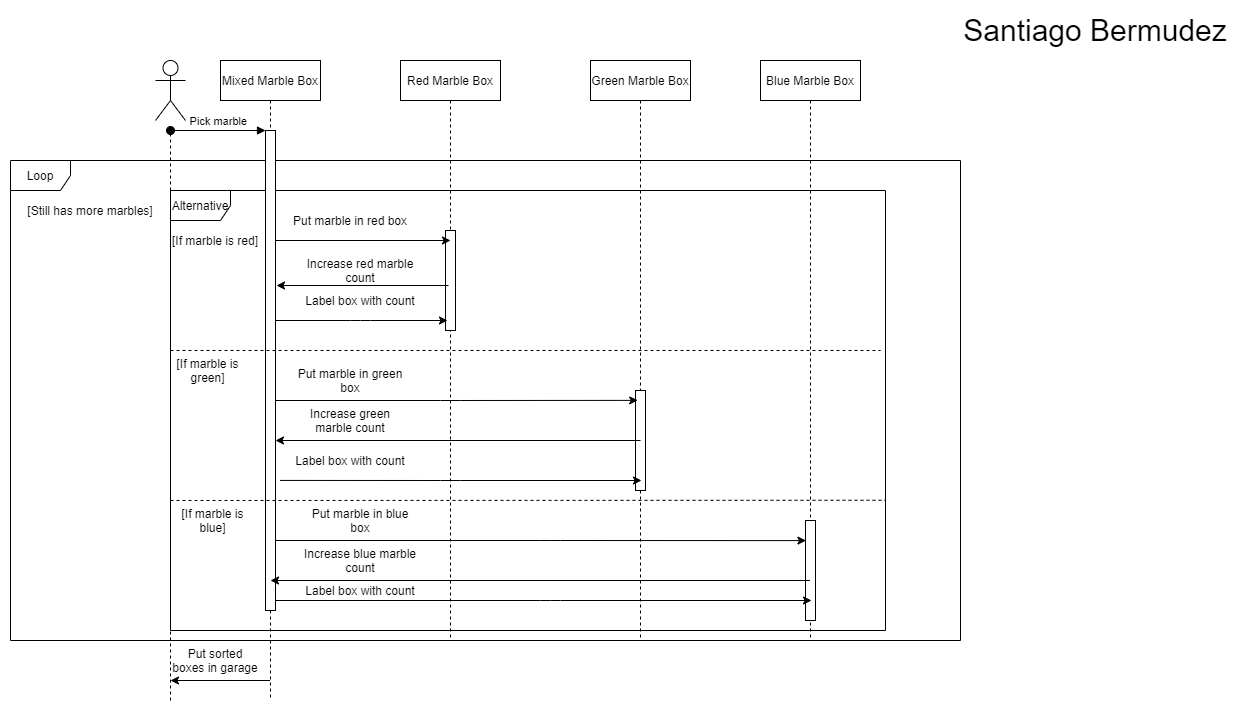 Santiago Bermudez
Mixed Marble Box
Red Marble Box
Green Marble Box
Blue Marble Box
Pick marble
Loop
[Still has more marbles]
Alternative
[If marble is red]
Put marble in red box
Increase red marble
count
Label box with count
[If marble is
green]
Put marble in green
box
Increase green
marble count
Label box with count
[If marble is
blue]
Put marble in blue
box
Increase blue marble
count
Label box with count
Put sorted
boxes in garage